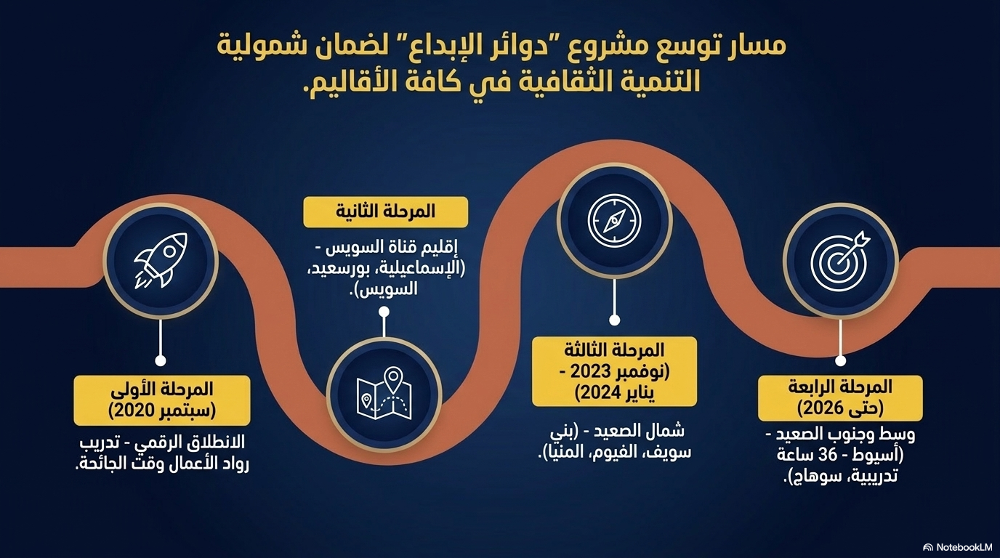 مسار توسع مشروع "دوائر الإبداع" لضمان شمولية
التنمية الثقافية في كافة الأقاليم.
المرحلة الأولى
(سبتمبر 2020)
الانطلاق الرقمي - تدريب
رواد الأعمال وقت الجائحة.
المرحلة الثانية
إقليم قناة السويس -
(الإسماعيلية، بورسعيد،
السويس).
المرحلة الثالثة
(نوفمبر 2023 -
يناير 2024)
شمال الصعيد - (بني
سويف، الفيوم، المنيا).
المرحلة الرابعة
(حتى 2026)
وسط وجنوب الصعيد -
(أسيوط - 36 ساعة
تدريبية، سوهاج).
NotebookLM